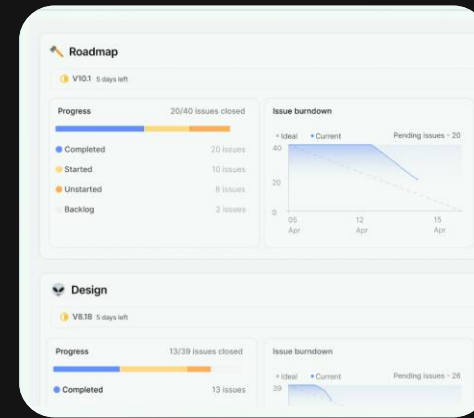 Roadmap
V10.1 5 days left
Progress 20/40 issues closed
Completed 20 issues
Started 10 issues
Unstarted 8 issues
Backlog 2 issues
Issue burndown
Ideal Current Pending issues - 20
40
20
0
05 Apr
12 Apr
15 Apr
Design
V8.18 5 days left
Progress 13/39 issues closed
Completed 13 issues
Issue burndown
Ideal Current Pending issues - 26
39